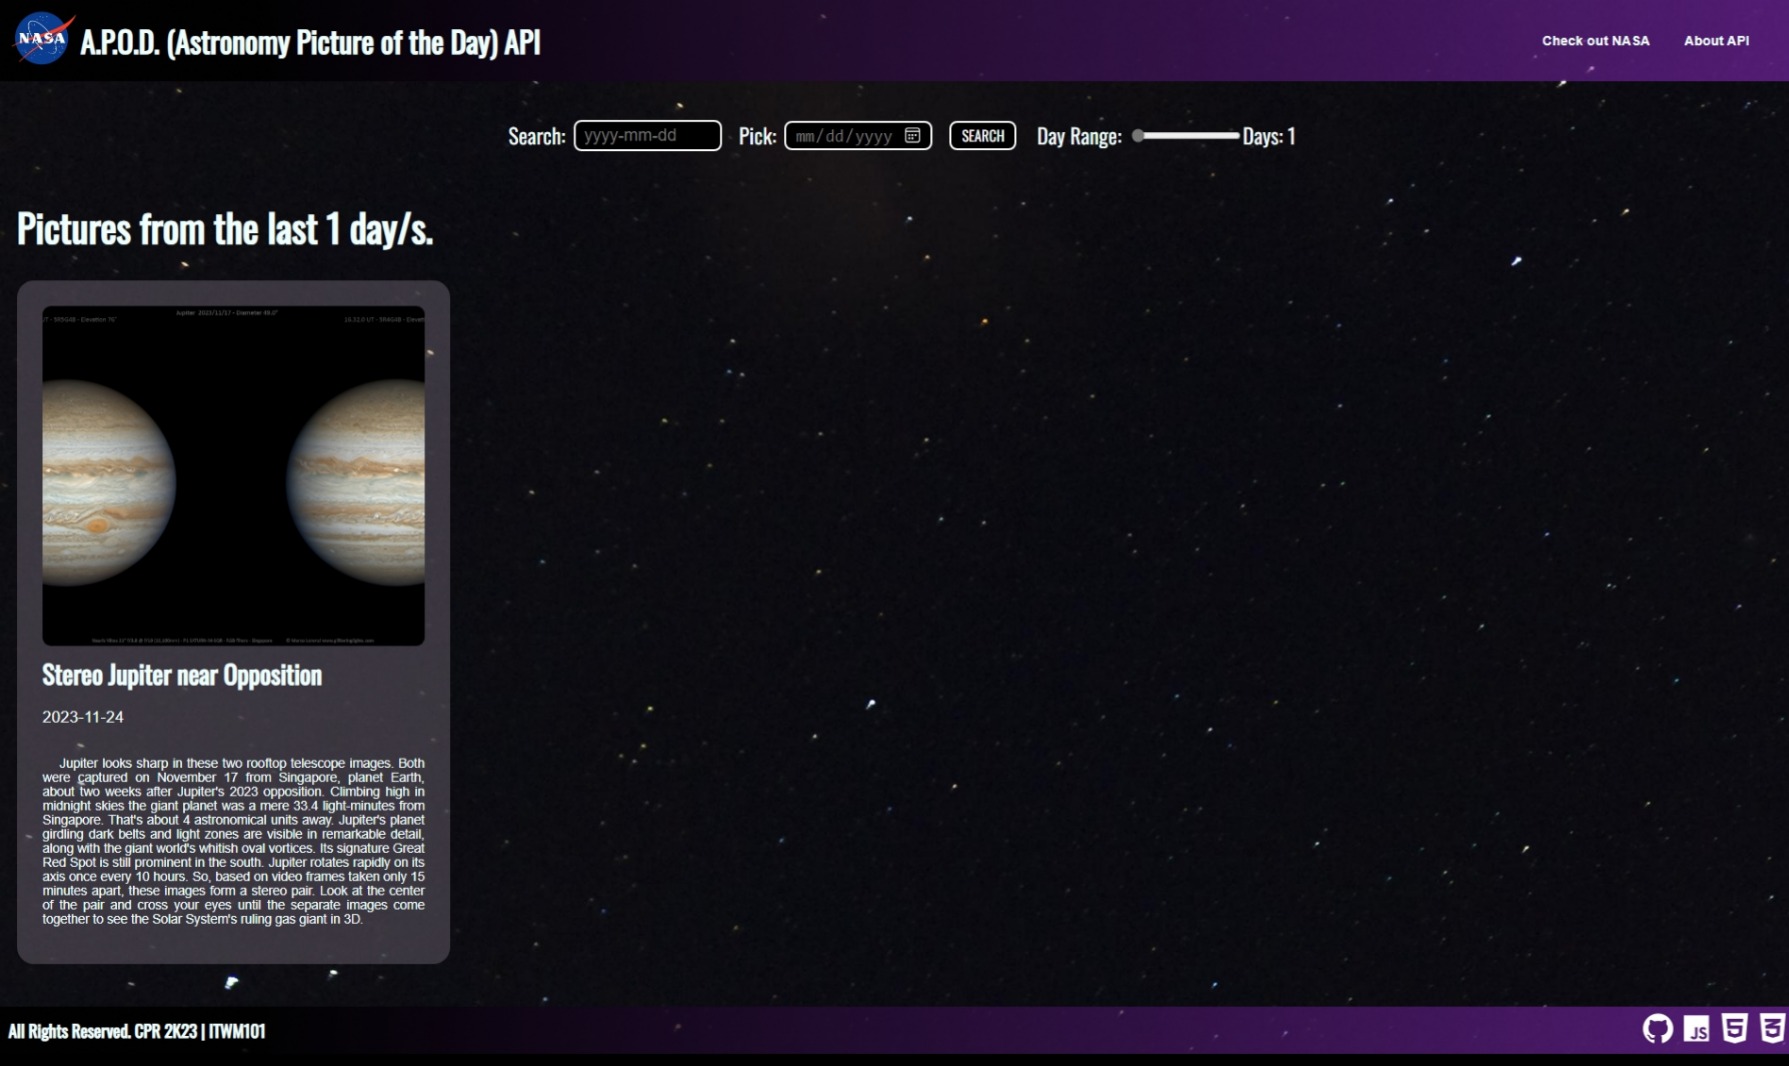 NASA
A.P.O.D. (Astronomy Picture of the Day) API
Check out NASA
About API
Search: yyyy-mm-dd Pick: mm/dd/yyyy SEARCH Day Range: Days: 1
Pictures from the last 1 day/s.
Jupiter 2023/11/17 - Diameter
Stereo Jupiter near Opposition
2023-11-24
Jupiter looks sharp in these two rooftop telescope images. Both
were captured on November 17 from Singapore, planet Earth,
about two weeks after Jupiter's 2023 opposition. Climbing high in
midnight skies the giant planet was a mere 33.4 light-minutes from
Singapore. That's about 4 astronomical units away. Jupiter's planet
girdling dark belts and light zones are visible in remarkable detail,
along with the giant world's whitish oval vortices. Its signature Great
Red Spot is still prominent in the south. Jupiter rotates rapidly on its
axis once every 10 hours. So, based on video frames taken only 15
minutes apart, these images form a stereo pair. Look at the center
of the pair and cross your eyes until the separate images come
together to see the Solar System's ruling gas giant in 3D.
All Rights Reserved. CPR 2K23 | ITWM101
JS
5
3